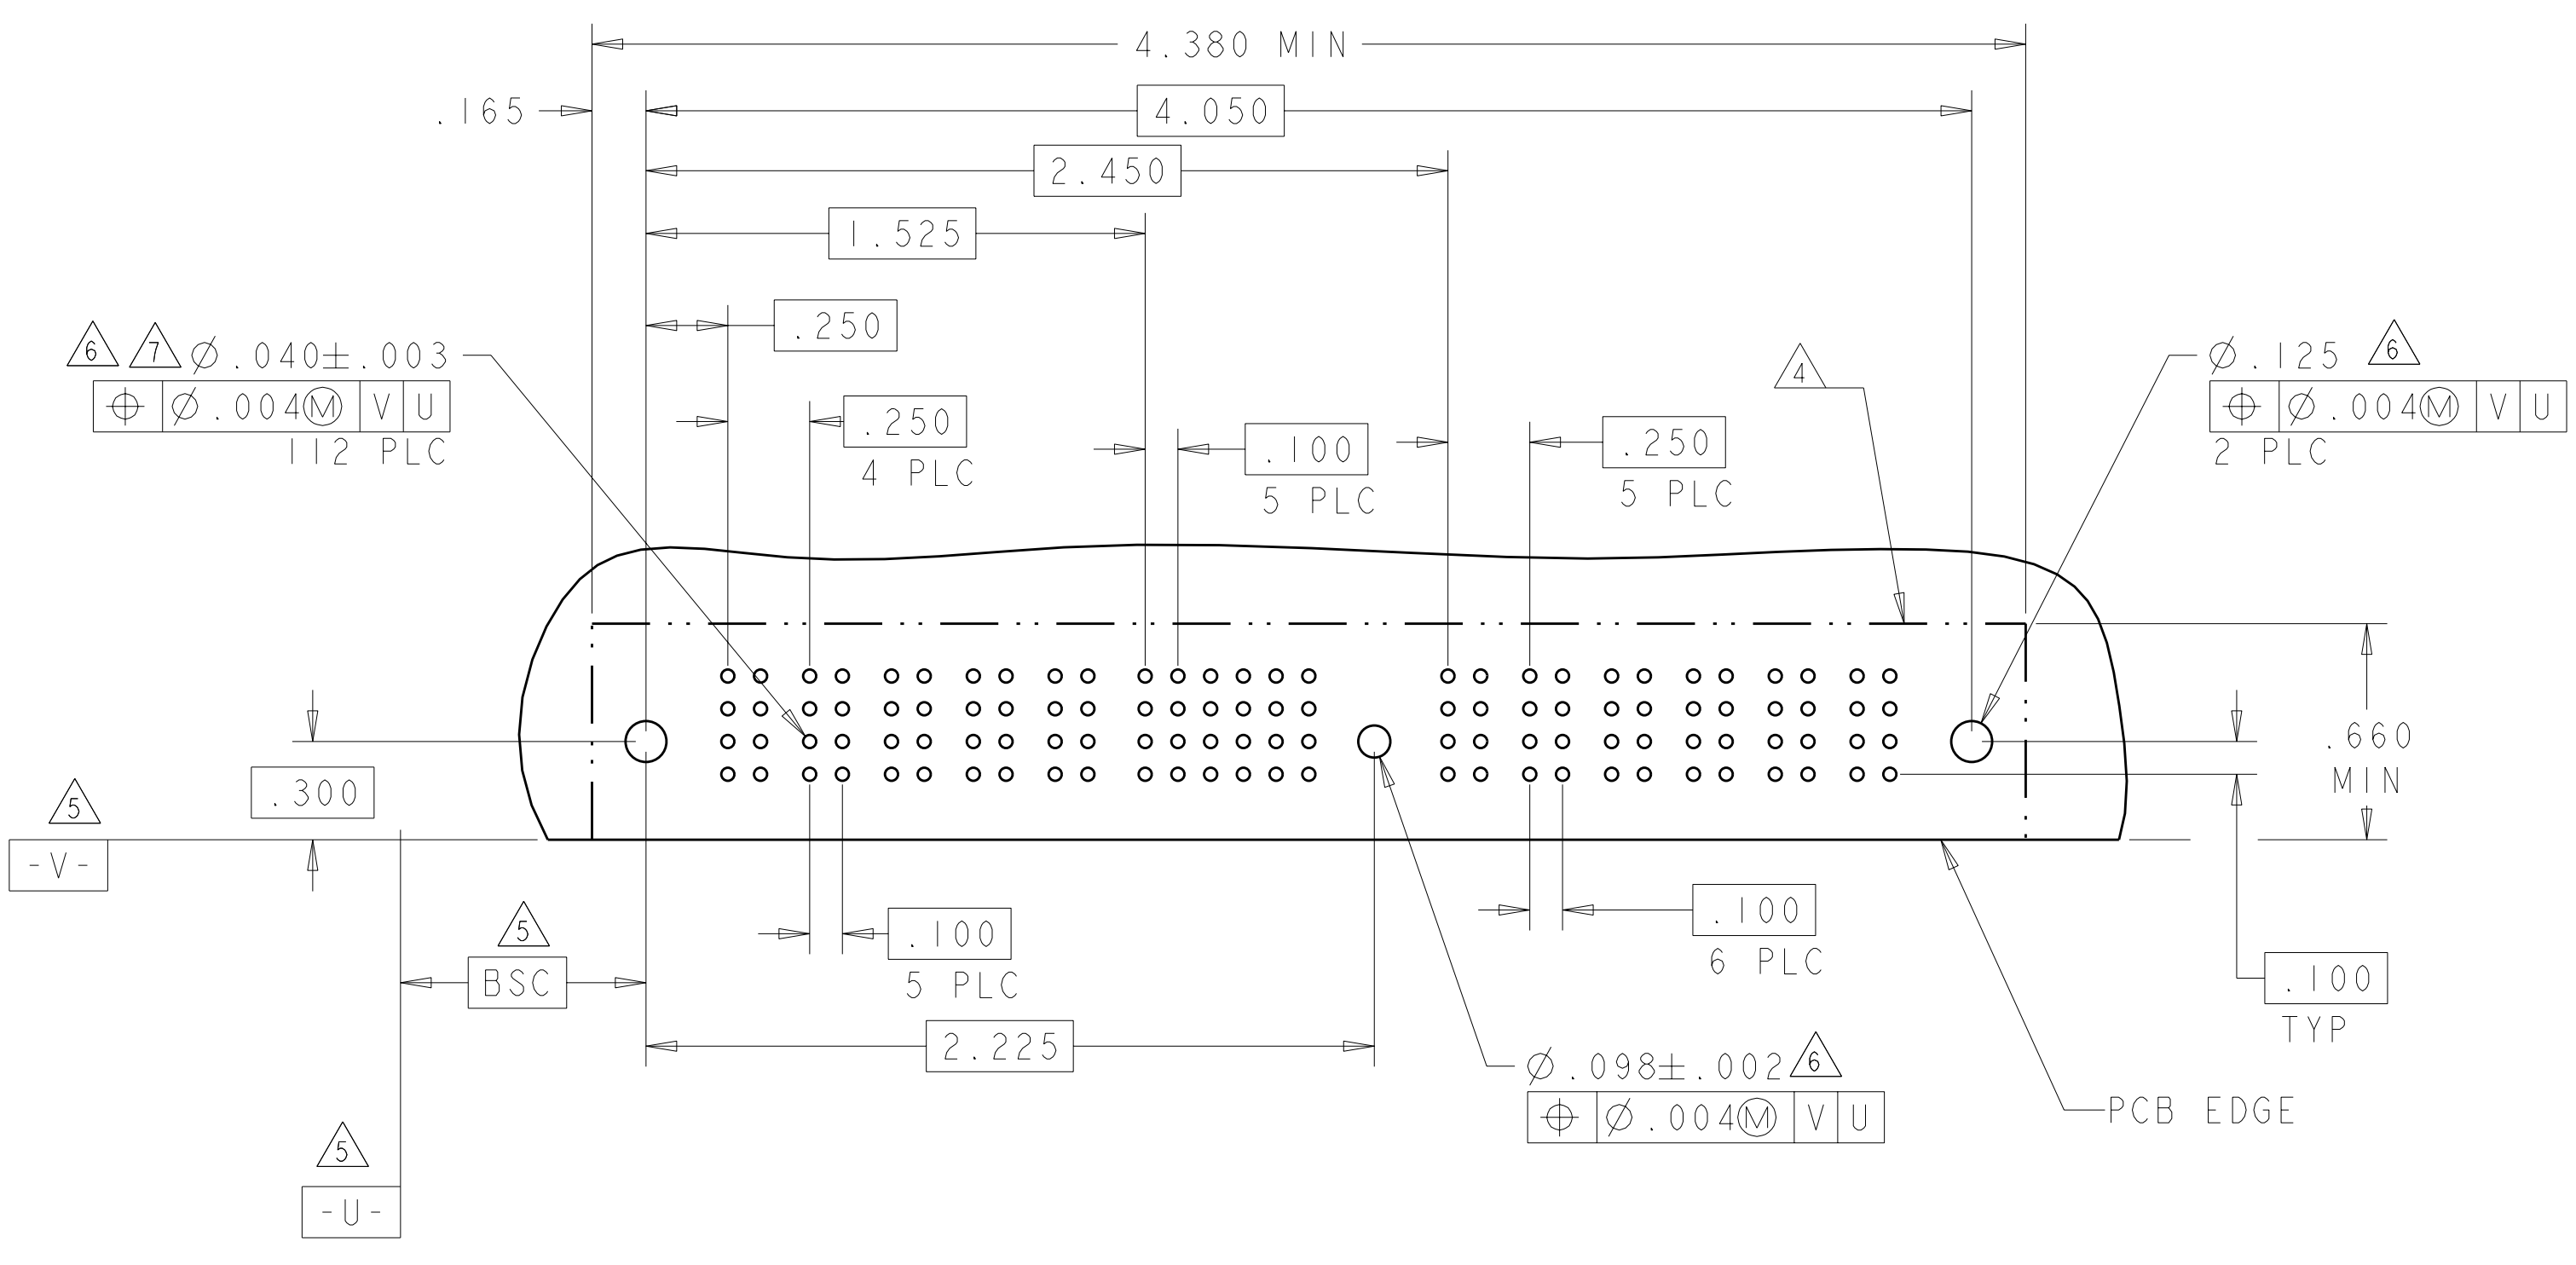 4.380 MIN
.165
4.050
2.450
1.525
.250
6 7 Ø.040±.003
⌖ Ø.004Ⓜ V U
112 PLC
.250
4 PLC
.100
5 PLC
.250
5 PLC
4
Ø.125 6
⌖ Ø.004Ⓜ V U
2 PLC
.300
5
-V-
.660
MIN
5
BSC
.100
5 PLC
.100
6 PLC
.100
TYP
2.225
Ø.098±.002 6
⌖ Ø.004Ⓜ V U
PCB EDGE
5
-U-